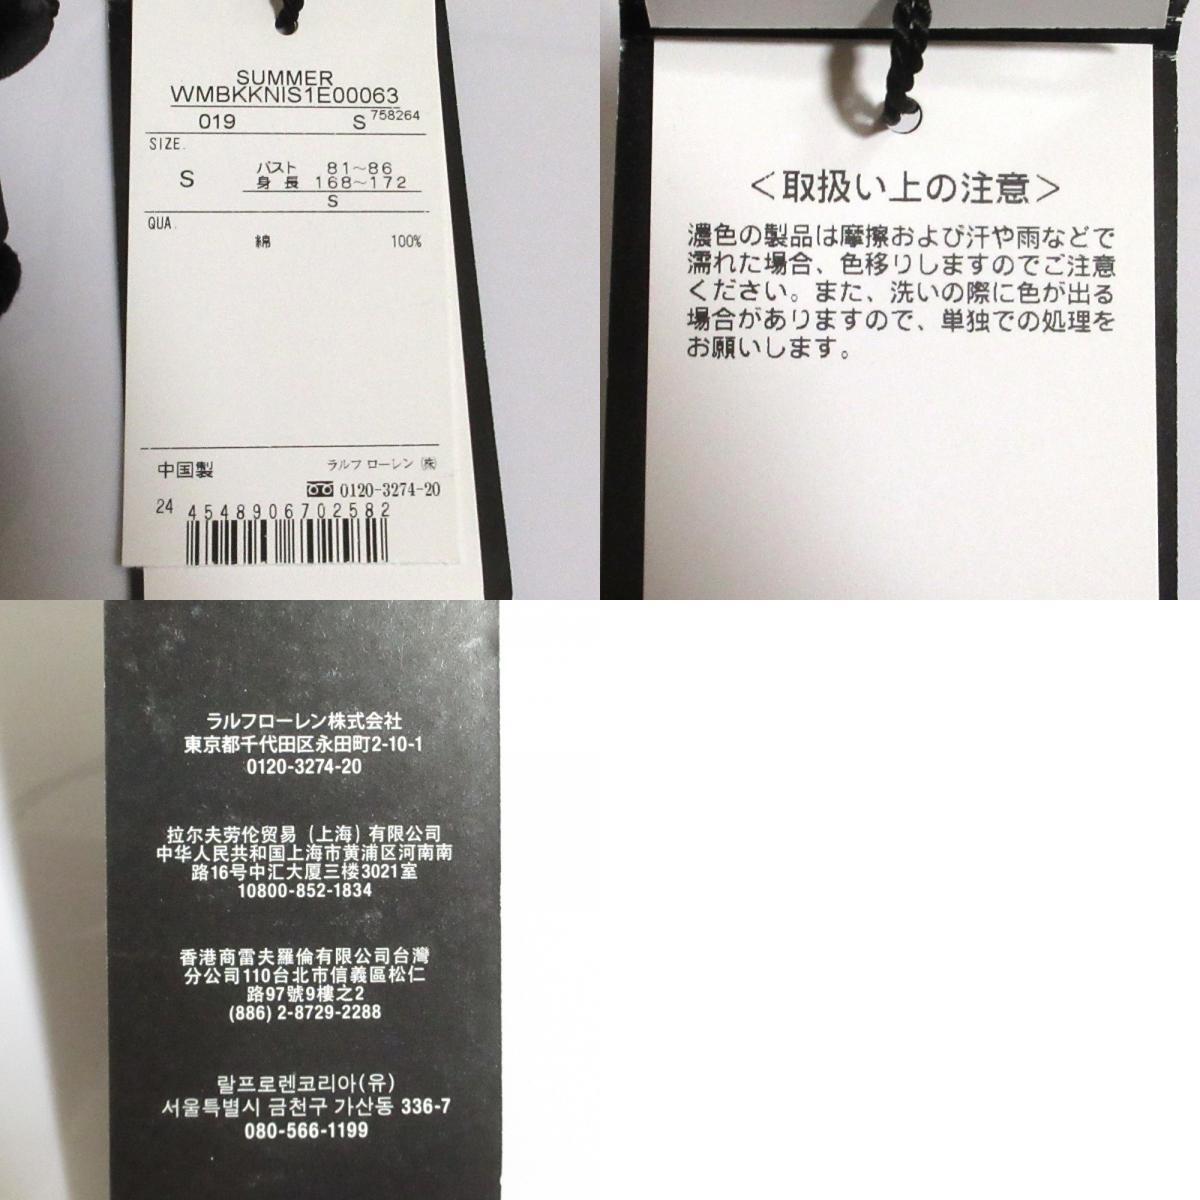 SUMMER
WMBKKNIS1E00063
019 S 758264
SIZE.
S バスト 81~86
身 長 168~172
S
QUA.
綿 100%
中国製 ラルフ ローレン ㈱
0120-3274-20
24 4548906702582
＜取扱い上の注意＞
濃色の製品は摩擦および汗や雨などで
濡れた場合、色移りしますのでご注意
ください。また、洗いの際に色が出る
場合がありますので、単独での処理を
お願いします。
ラルフローレン株式会社
東京都千代田区永田町2-10-1
0120-3274-20
拉尔夫劳伦贸易（上海）有限公司
中华人民共和国上海市黄浦区河南南
路16号中汇大厦三楼3021室
10800-852-1834
香港商雷夫羅倫有限公司台灣
分公司110台北市信義區松仁
路97號9樓之2
(886) 2-8729-2288
랄프로렌코리아(유)
서울특별시 금천구 가산동 336-7
080-566-1199